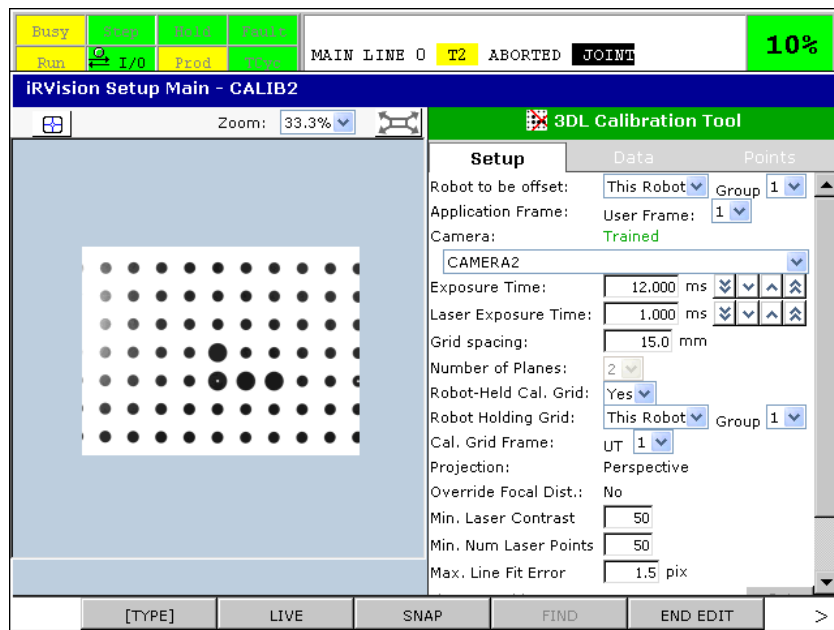 Busy Step Hold Fault
Run I/O Prod TCyc MAIN LINE 0 T2 ABORTED JOINT 10%
iRVision Setup Main - CALIB2
Zoom: 33.3% 3DL Calibration Tool
Setup Data Points
Robot to be offset: This Robot Group 1
Application Frame: User Frame: 1
Camera: Trained
CAMERA2
Exposure Time: 12.000 ms
Laser Exposure Time: 1.000 ms
Grid spacing: 15.0 mm
Number of Planes: 2
Robot-Held Cal. Grid: Yes
Robot Holding Grid: This Robot Group 1
Cal. Grid Frame: UT 1
Projection: Perspective
Override Focal Dist.: No
Min. Laser Contrast 50
Min. Num Laser Points 50
Max. Line Fit Error 1.5 pix
[TYPE] LIVE SNAP FIND END EDIT >